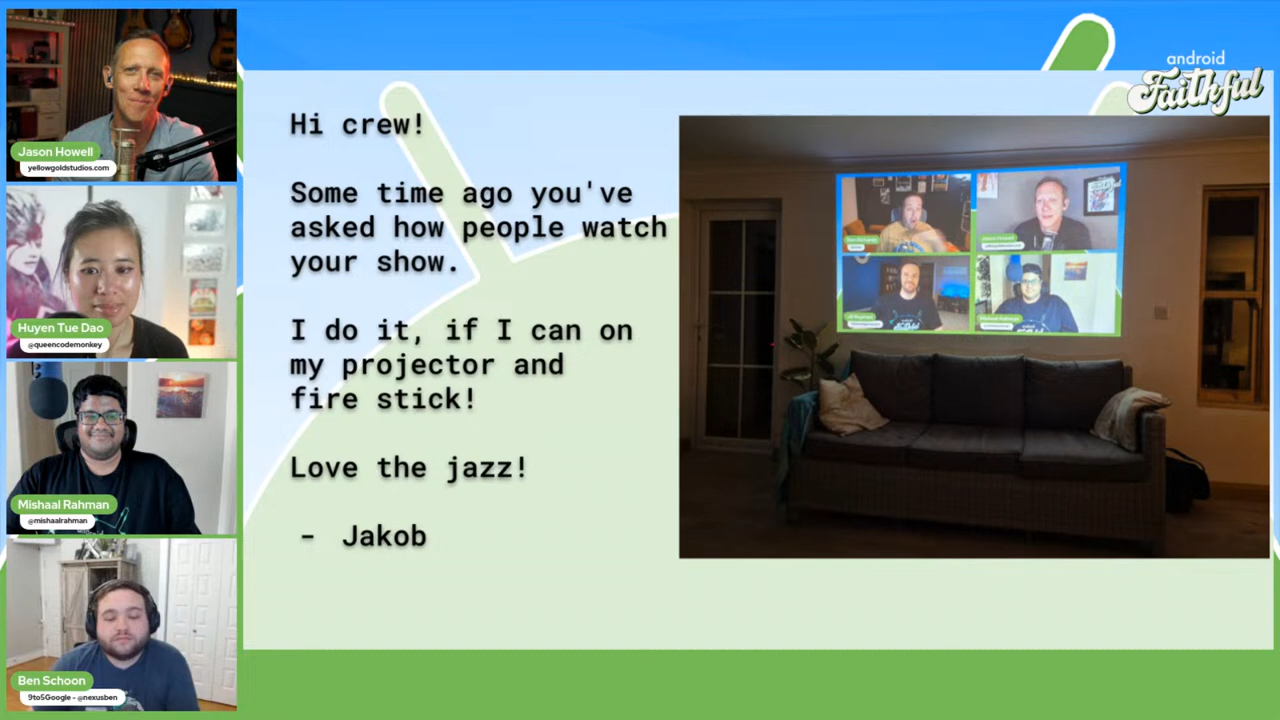 android
Faithful
Jason Howell
yellowgoldstudios.com
Huyen Tue Dao
@queencodemonkey
Mishaal Rahman
@mishaalrahman
Ben Schoon
9to5Google - @nexusben
Hi crew!
Some time ago you've
asked how people watch
your show.
I do it, if I can on
my projector and
fire stick!
Love the jazz!
- Jakob